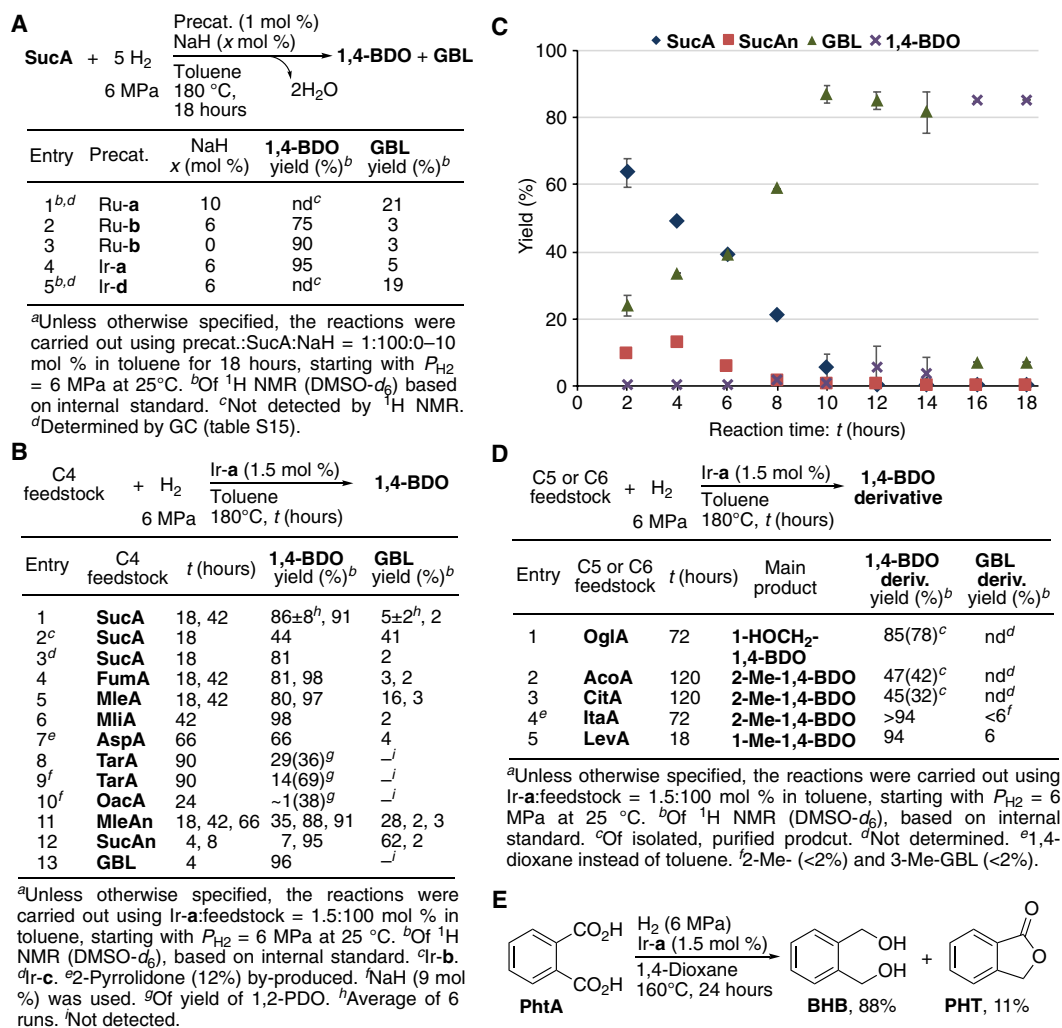 A
Precat. (1 mol %)
NaH (x mol %)
SucA + 5 H2 1,4-BDO + GBL
6 MPa Toluene 2H2O
180 °C,
18 hours
Entry Precat. NaH x (mol %) 1,4-BDO yield (%)b GBL yield (%)b
1b,d Ru-a 10 ndc 21
2 Ru-b 6 75 3
3 Ru-b 0 90 3
4 Ir-a 6 95 5
5b,d Ir-d 6 ndc 19
aUnless otherwise specified, the reactions were
carried out using precat.:SucA:NaH = 1:100:0–10
mol % in toluene for 18 hours, starting with PH2
= 6 MPa at 25°C. bOf 1H NMR (DMSO-d6) based
on internal standard. cNot detected by 1H NMR.
dDetermined by GC (table S15).
B
C4 feedstock + H2 Ir-a (1.5 mol %) 1,4-BDO
6 MPa Toluene
180°C, t (hours)
Entry C4 feedstock t (hours) 1,4-BDO yield (%)b GBL yield (%)b
1 SucA 18, 42 86±8h, 91 5±2h, 2
2c SucA 18 44 41
3d SucA 18 81 2
4 FumA 18, 42 81, 98 3, 2
5 MleA 18, 42 80, 97 16, 3
6 MliA 42 98 2
7e AspA 66 66 4
8 TarA 90 29(36)g –i
9f TarA 90 14(69)g –i
10f OacA 24 ~1(38)g –i
11 MleAn 18, 42, 66 35, 88, 91 28, 2, 3
12 SucAn 4, 8 7, 95 62, 2
13 GBL 4 96 –i
aUnless otherwise specified, the reactions were
carried out using Ir-a:feedstock = 1.5:100 mol % in
toluene, starting with PH2 = 6 MPa at 25 °C. bOf 1H
NMR (DMSO-d6), based on internal standard. cIr-b.
dIr-c. e2-Pyrrolidone (12%) by-produced. fNaH (9 mol
%) was used. gOf yield of 1,2-PDO. hAverage of 6
runs. iNot detected.
C
SucA SucAn GBL 1,4-BDO
100
80
60
40
20
0
Yield (%)
2 4 6 8 10 12 14 16 18
Reaction time: t (hours)
D
C5 or C6 feedstock + H2 Ir-a (1.5 mol %) 1,4-BDO derivative
6 MPa Toluene
180°C, t (hours)
Entry C5 or C6 feedstock t (hours) Main product 1,4-BDO deriv. yield (%)b GBL deriv. yield (%)b
1 OglA 72 1-HOCH2- 85(78)c ndd
1,4-BDO
2 AcoA 120 2-Me-1,4-BDO 47(42)c ndd
3 CitA 120 2-Me-1,4-BDO 45(32)c ndd
4e ItaA 72 2-Me-1,4-BDO >94 <6f
5 LevA 18 1-Me-1,4-BDO 94 6
aUnless otherwise specified, the reactions were carried out using
Ir-a:feedstock = 1.5:100 mol % in toluene, starting with PH2 = 6
MPa at 25 °C. bOf 1H NMR (DMSO-d6), based on internal
standard. cOf isolated, purified prodcut. dNot determined. e1,4-
dioxane instead of toluene. f2-Me- (<2%) and 3-Me-GBL (<2%).
E
CO2H
CO2H
PhtA
H2 (6 MPa)
Ir-a (1.5 mol %)
1,4-Dioxane
160°C, 24 hours
OH
OH
BHB, 88%
+
O
O
PHT, 11%